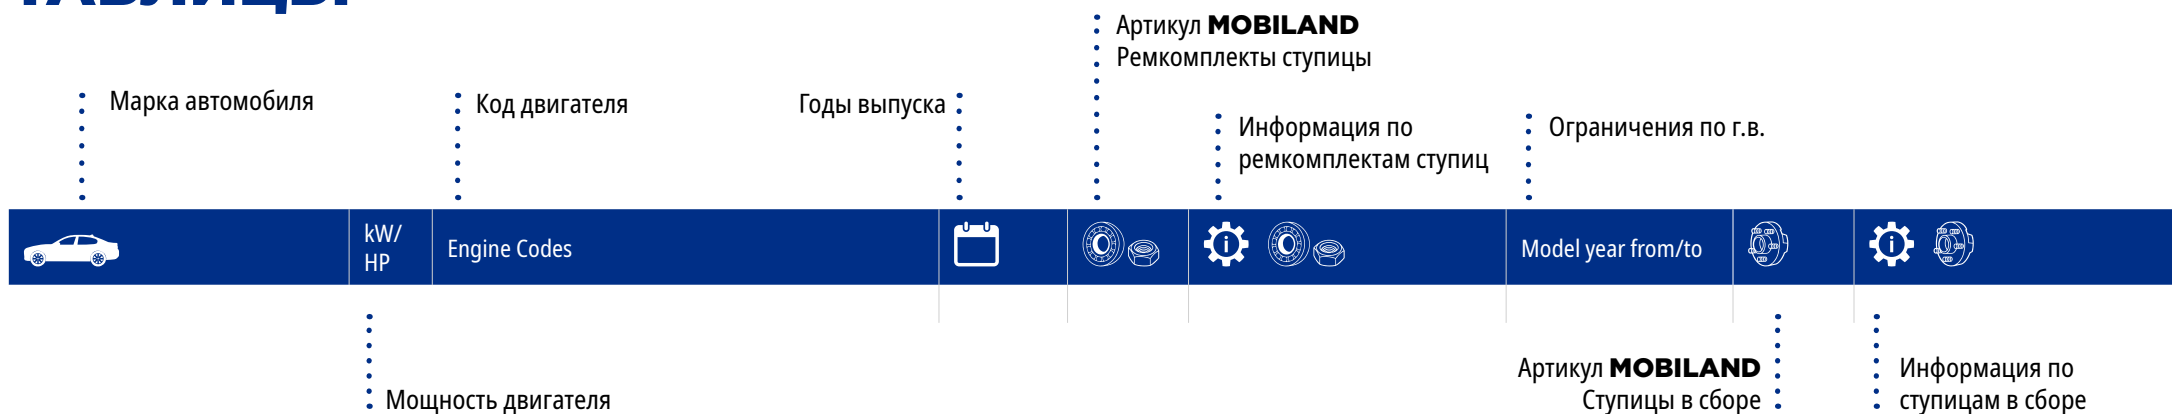 ТАБЛИЦЫ
Артикул MOBILAND
Ремкомплекты ступицы
Марка автомобиля
Код двигателя
Годы выпуска
Информация по
ремкомплектам ступиц
Ограничения по г.в.
kW/
HP
Engine Codes
Model year from/to
Мощность двигателя
Артикул MOBILAND
Ступицы в сборе
Информация по
ступицам в сборе